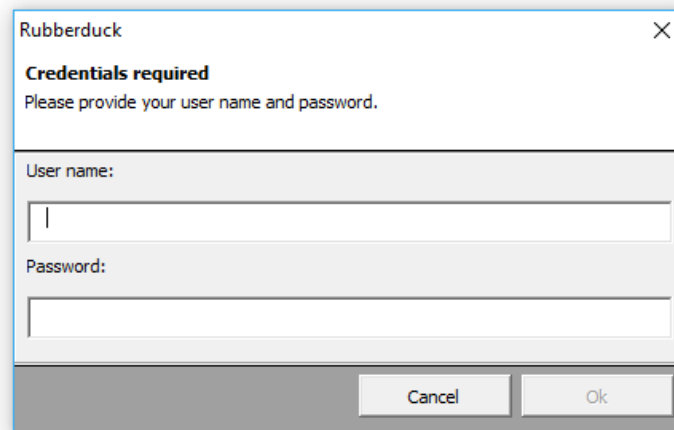 Rubberduck
Credentials required
Please provide your user name and password.
User name:
Password:
Cancel Ok